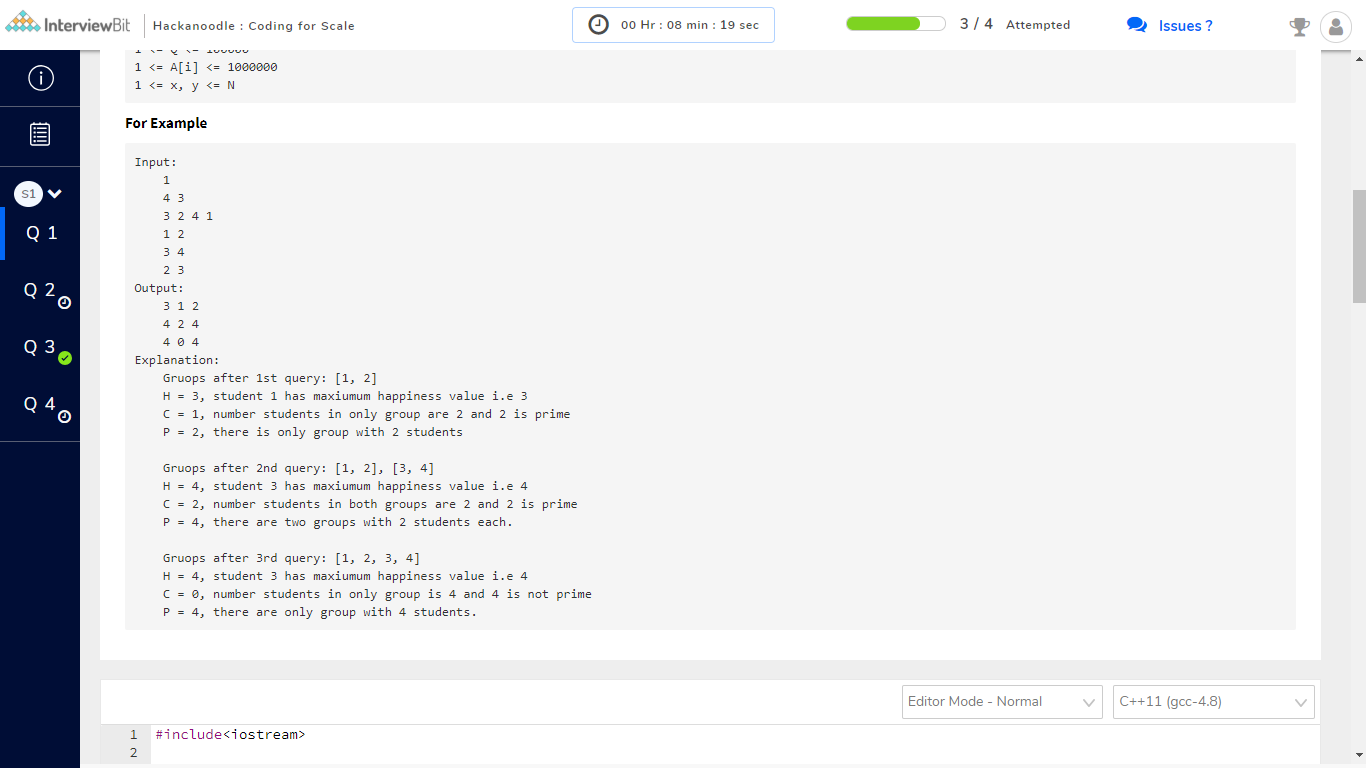 InterviewBit
Hackanoodle : Coding for Scale
00 Hr : 08 min : 19 sec
3 / 4 Attempted
Issues ?
1 <= Q <= 100000
1 <= A[i] <= 1000000
1 <= x, y <= N
For Example
Input:
1
4 3
3 2 4 1
1 2
3 4
2 3
Output:
3 1 2
4 2 4
4 0 4
Explanation:
Gruops after 1st query: [1, 2]
H = 3, student 1 has maxiumum happiness value i.e 3
C = 1, number students in only group are 2 and 2 is prime
P = 2, there is only group with 2 students
Gruops after 2nd query: [1, 2], [3, 4]
H = 4, student 3 has maxiumum happiness value i.e 4
C = 2, number students in both groups are 2 and 2 is prime
P = 4, there are two groups with 2 students each.
Gruops after 3rd query: [1, 2, 3, 4]
H = 4, student 3 has maxiumum happiness value i.e 4
C = 0, number students in only group is 4 and 4 is not prime
P = 4, there are only group with 4 students.
S1
Q 1
Q 2
Q 3
Q 4
Editor Mode - Normal
C++11 (gcc-4.8)
1 #include<iostream>
2